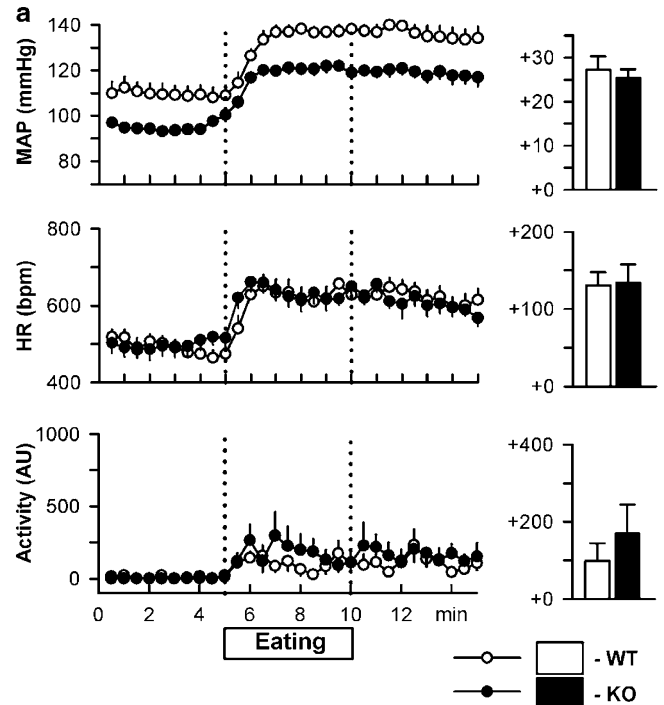 a
MAP (mmHg)
140
120
100
80
+30
+20
+10
+0
HR (bpm)
800
600
400
+200
+100
+0
Activity (AU)
1000
500
0
+400
+200
+0
0 2 4 6 8 10 12 min
Eating
- WT
- KO